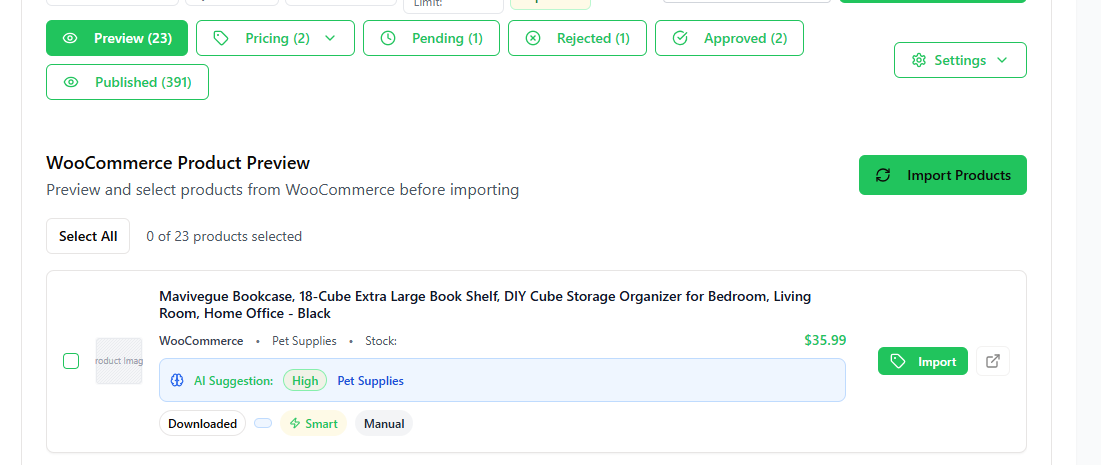 Limit:
Preview (23)
Pricing (2)
Pending (1)
Rejected (1)
Approved (2)
Settings
Published (391)
WooCommerce Product Preview
Import Products
Preview and select products from WooCommerce before importing
Select All
0 of 23 products selected
Mavivegue Bookcase, 18-Cube Extra Large Book Shelf, DIY Cube Storage Organizer for Bedroom, Living
Room, Home Office - Black
WooCommerce • Pet Supplies • Stock:
$35.99
roduct Imag
Import
AI Suggestion: High Pet Supplies
Downloaded
Smart
Manual